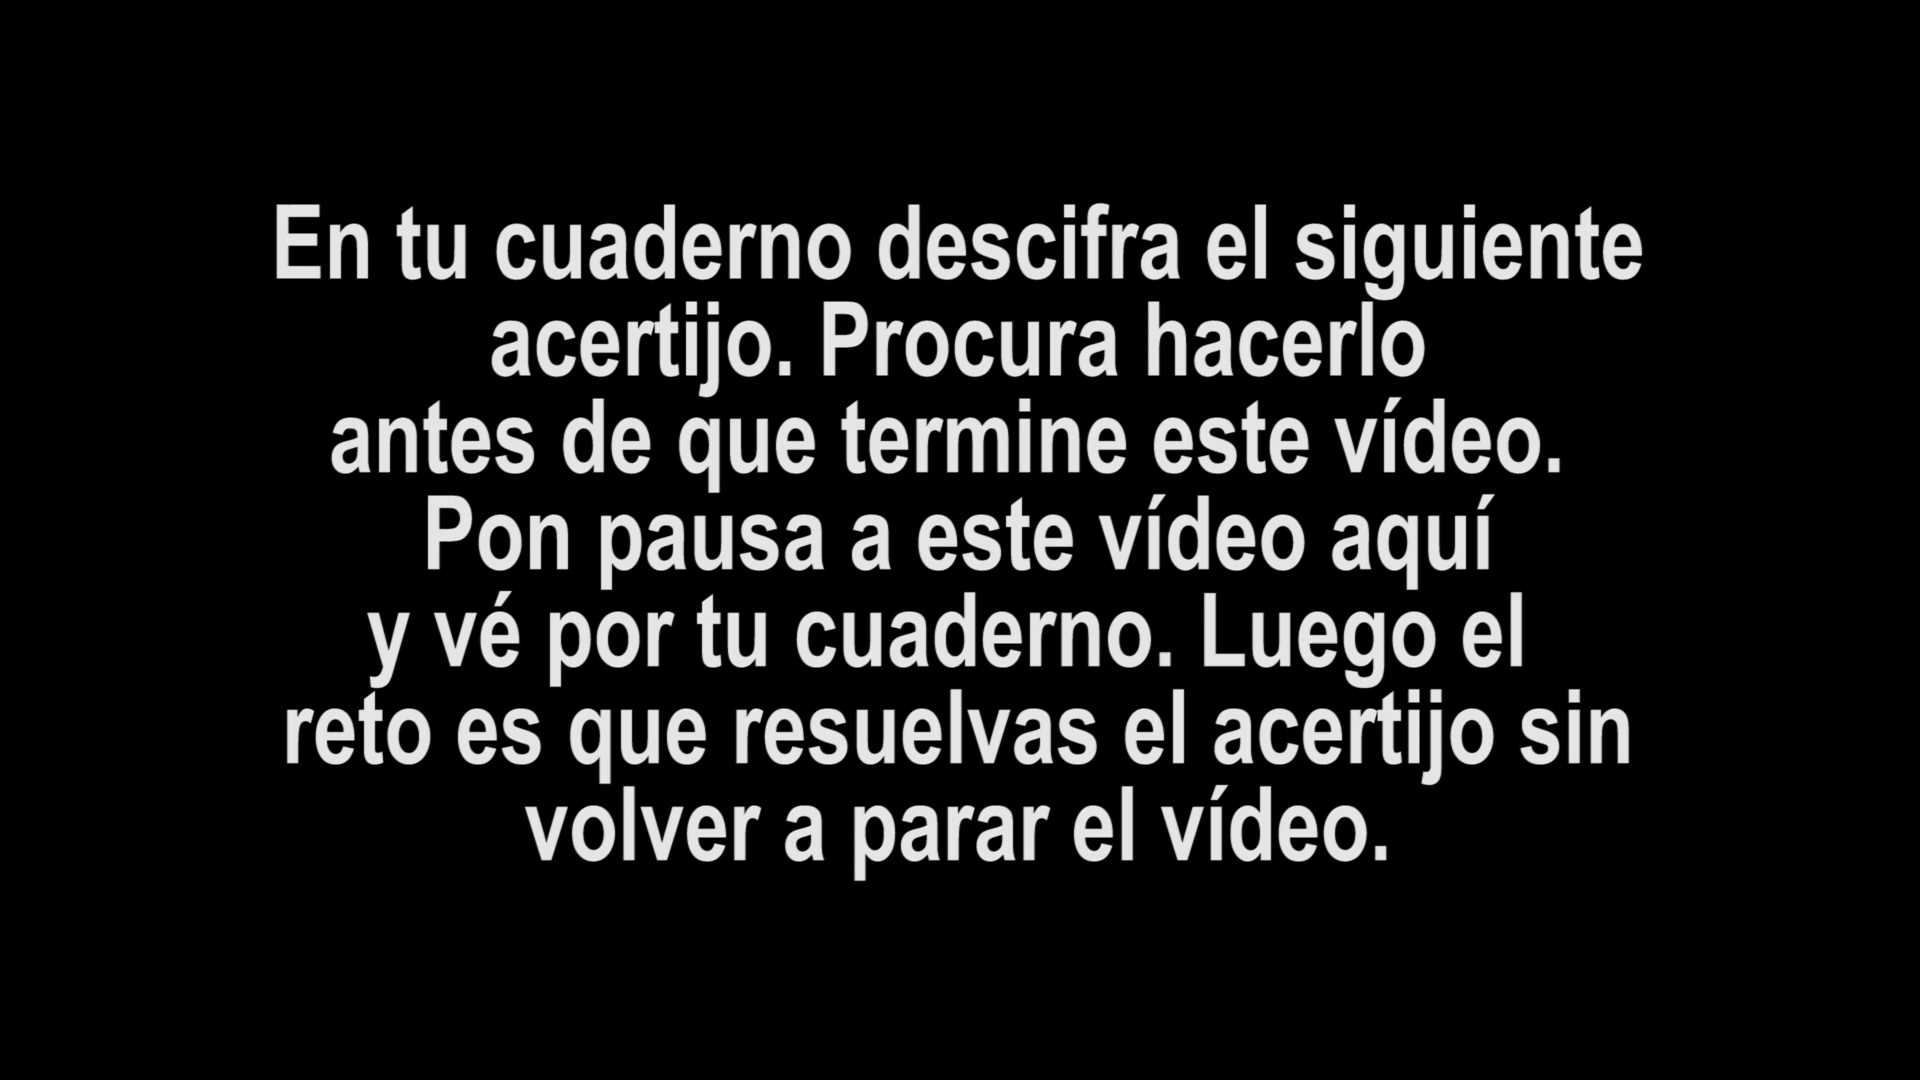 En tu cuaderno descifra el siguiente
acertijo. Procura hacerlo
antes de que termine este vídeo.
Pon pausa a este vídeo aquí
y vé por tu cuaderno. Luego el
reto es que resuelvas el acertijo sin
volver a parar el vídeo.